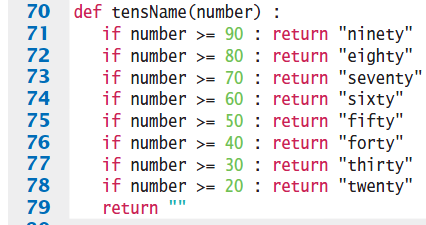 70 def tensName(number) :
71    if number >= 90 : return "ninety"
72    if number >= 80 : return "eighty"
73    if number >= 70 : return "seventy"
74    if number >= 60 : return "sixty"
75    if number >= 50 : return "fifty"
76    if number >= 40 : return "forty"
77    if number >= 30 : return "thirty"
78    if number >= 20 : return "twenty"
79    return ""